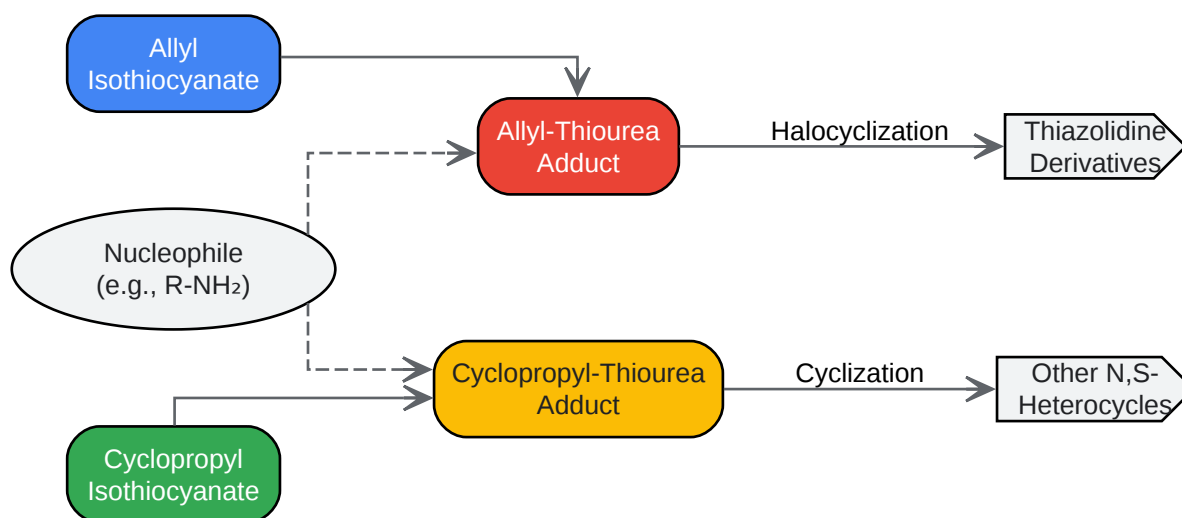 Allyl
Isothiocyanate
Allyl-Thiourea
Adduct
Halocyclization
Thiazolidine
Derivatives
Nucleophile
(e.g., R-NH₂)
Cyclopropyl-Thiourea
Adduct
Cyclization
Other N,S-
Heterocycles
Cyclopropyl
Isothiocyanate